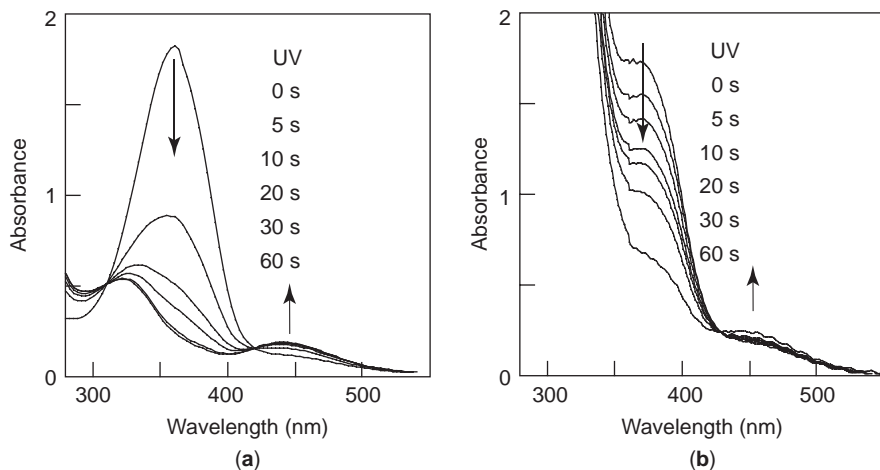 2
1
0
Absorbance
300
400
500
Wavelength (nm)
UV
0 s
5 s
10 s
20 s
30 s
60 s
(a)
2
1
0
Absorbance
300
400
500
Wavelength (nm)
UV
0 s
5 s
10 s
20 s
30 s
60 s
(b)